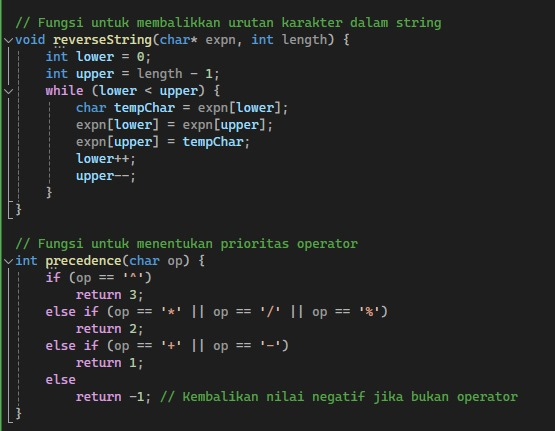 // Fungsi untuk membalikkan urutan karakter dalam string
void reverseString(char* expn, int length) {
    int lower = 0;
    int upper = length - 1;
    while (lower < upper) {
        char tempChar = expn[lower];
        expn[lower] = expn[upper];
        expn[upper] = tempChar;
        lower++;
        upper--;
    }
}
// Fungsi untuk menentukan prioritas operator
int precedence(char op) {
    if (op == '^')
        return 3;
    else if (op == '*' || op == '/' || op == '%')
        return 2;
    else if (op == '+' || op == '-')
        return 1;
    else
        return -1; // Kembalikan nilai negatif jika bukan operator
}